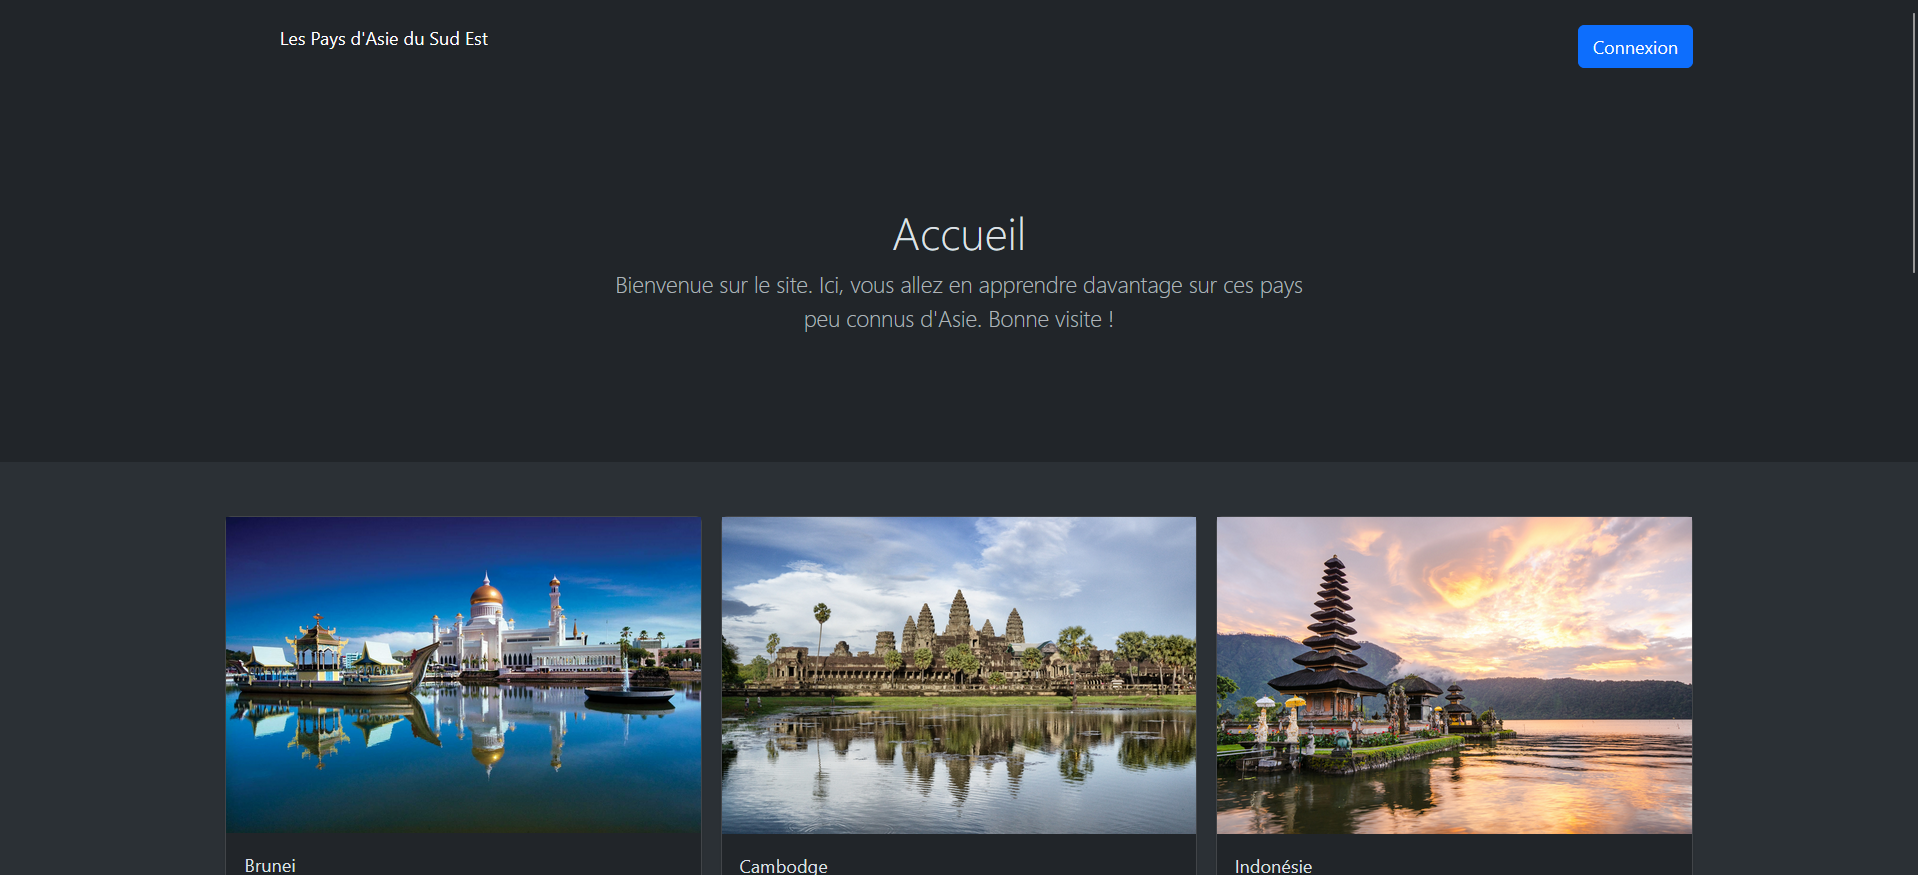 Les Pays d'Asie du Sud Est
Connexion
Accueil
Bienvenue sur le site. Ici, vous allez en apprendre davantage sur ces pays
peu connus d'Asie. Bonne visite !
Brunei
Cambodge
Indonésie